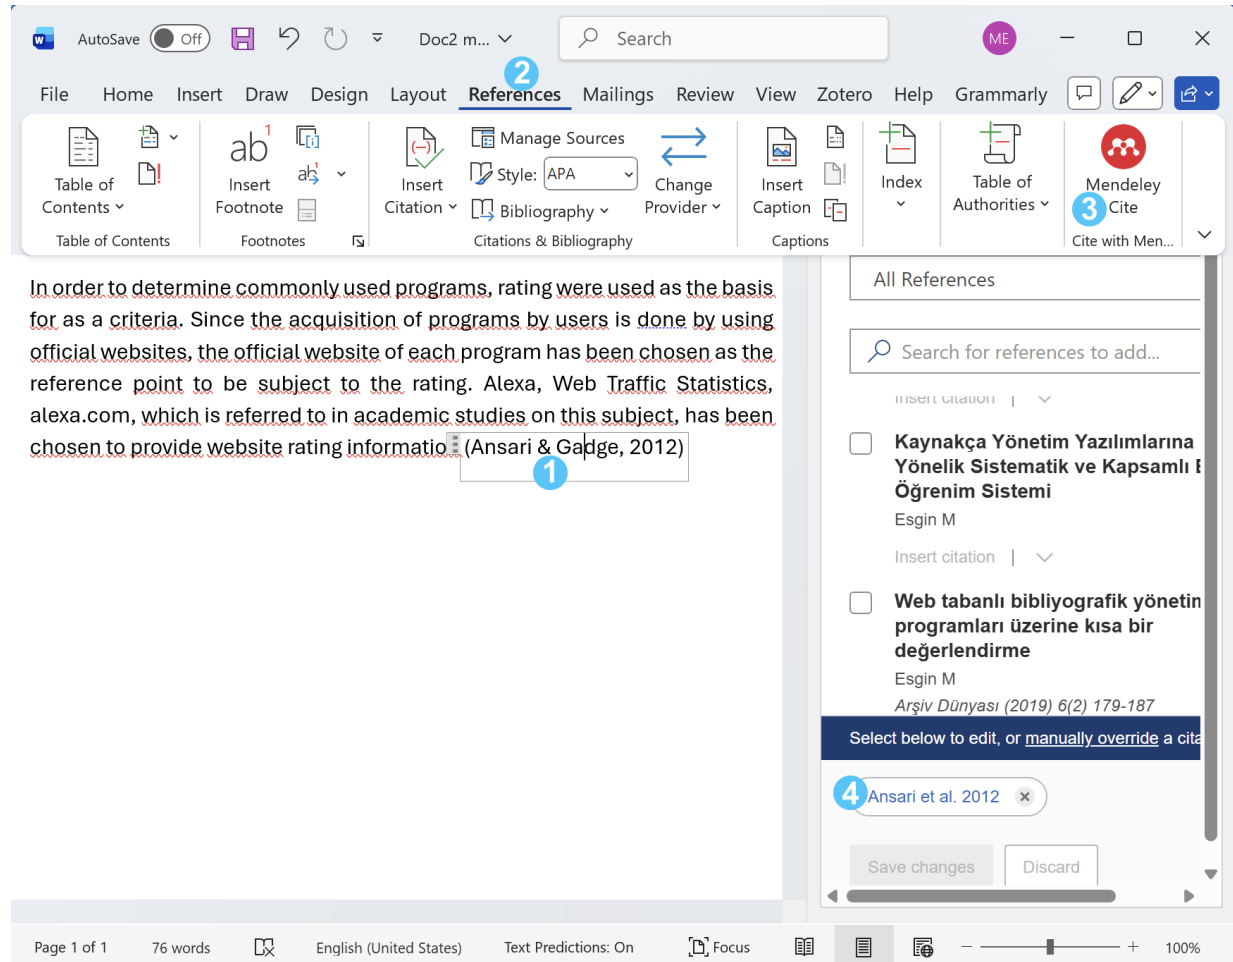 AutoSave
Off
Doc2 m...
Search
ME
2
File Home Insert Draw Design Layout References Mailings Review View Zotero Help Grammarly
Table of
Contents
Table of Contents
ab
1
Insert
Footnote
ab
1
Footnotes
Insert
Citation
Manage Sources
Style: APA
Bibliography
Change
Provider
Citations & Bibliography
Insert
Caption
Captions
Index
Table of
Authorities
Mendeley
3
Cite
Cite with Men...
In order to determine commonly used programs, rating were used as the basis
for as a criteria. Since the acquisition of programs by users is done by using
official websites, the official website of each program has been chosen as the
reference point to be subject to the rating. Alexa, Web Traffic Statistics,
alexa.com, which is referred to in academic studies on this subject, has been
chosen to provide website rating informatio (Ansari & Gadge, 2012)
1
All References
Search for references to add...
Insert citation |
Kaynakça Yönetim Yazılımlarına
Yönelik Sistematik ve Kapsamlı E
Öğrenim Sistemi
Esgin M
Insert citation |
Web tabanlı bibliyografik yönetin
programları üzerine kısa bir
değerlendirme
Esgin M
Arşiv Dünyası (2019) 6(2) 179-187
Select below to edit, or manually override a cita
4
Ansari et al. 2012
Save changes
Discard
Page 1 of 1
76 words
English (United States)
Text Predictions: On
Focus
100%